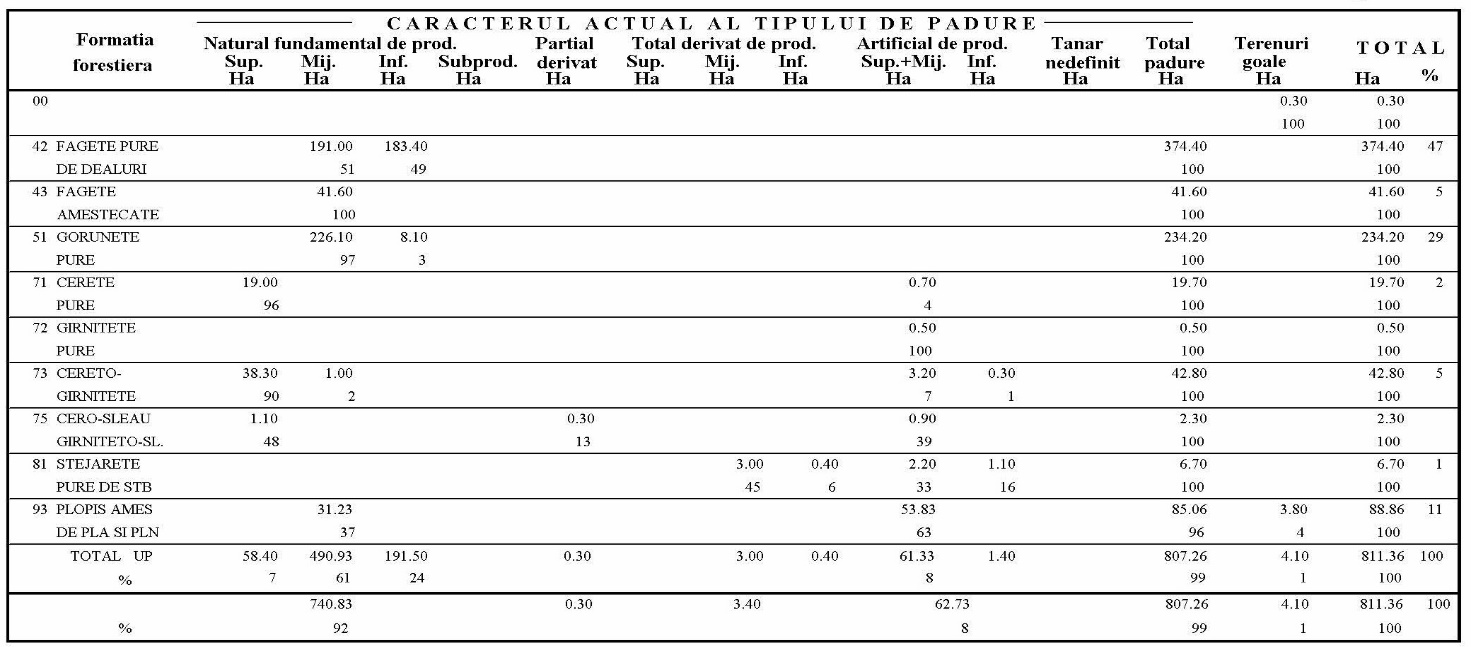 CARACTERUL ACTUAL AL TIPULUI DE PADURE
Formatia Natural fundamental de prod. Partial Total derivat de prod. Artificial de prod. Tanar Total Terenuri T O T A L
forestiera Sup. Mij. Inf. Subprod. derivat Sup. Mij. Inf. Sup.+Mij. Inf. nedefinit padure goale
Ha Ha Ha Ha Ha Ha Ha Ha Ha Ha Ha Ha Ha Ha %
00 0.30 0.30
100 100
42 FAGETE PURE 191.00 183.40 374.40 374.40 47
DE DEALURI 51 49 100 100
43 FAGETE 41.60 41.60 41.60 5
AMESTECATE 100 100 100
51 GORUNETE 226.10 8.10 234.20 234.20 29
PURE 97 3 100 100
71 CERETE 19.00 0.70 19.70 19.70 2
PURE 96 4 100 100
72 GIRNITETE 0.50 0.50 0.50
PURE 100 100 100
73 CERETO- 38.30 1.00 3.20 0.30 42.80 42.80 5
GIRNITETE 90 2 7 1 100 100
75 CERO-SLEAU 1.10 0.30 0.90 2.30 2.30
GIRNITETO-SL. 48 13 39 100 100
81 STEJARETE 3.00 0.40 2.20 1.10 6.70 6.70 1
PURE DE STB 45 6 33 16 100 100
93 PLOPIS AMES 31.23 53.83 85.06 3.80 88.86 11
DE PLA SI PLN 37 63 96 4 100
TOTAL UP 58.40 490.93 191.50 0.30 3.00 0.40 61.33 1.40 807.26 4.10 811.36 100
% 7 61 24 8 99 1 100
740.83 0.30 3.40 62.73 807.26 4.10 811.36 100
% 92 8 99 1 100